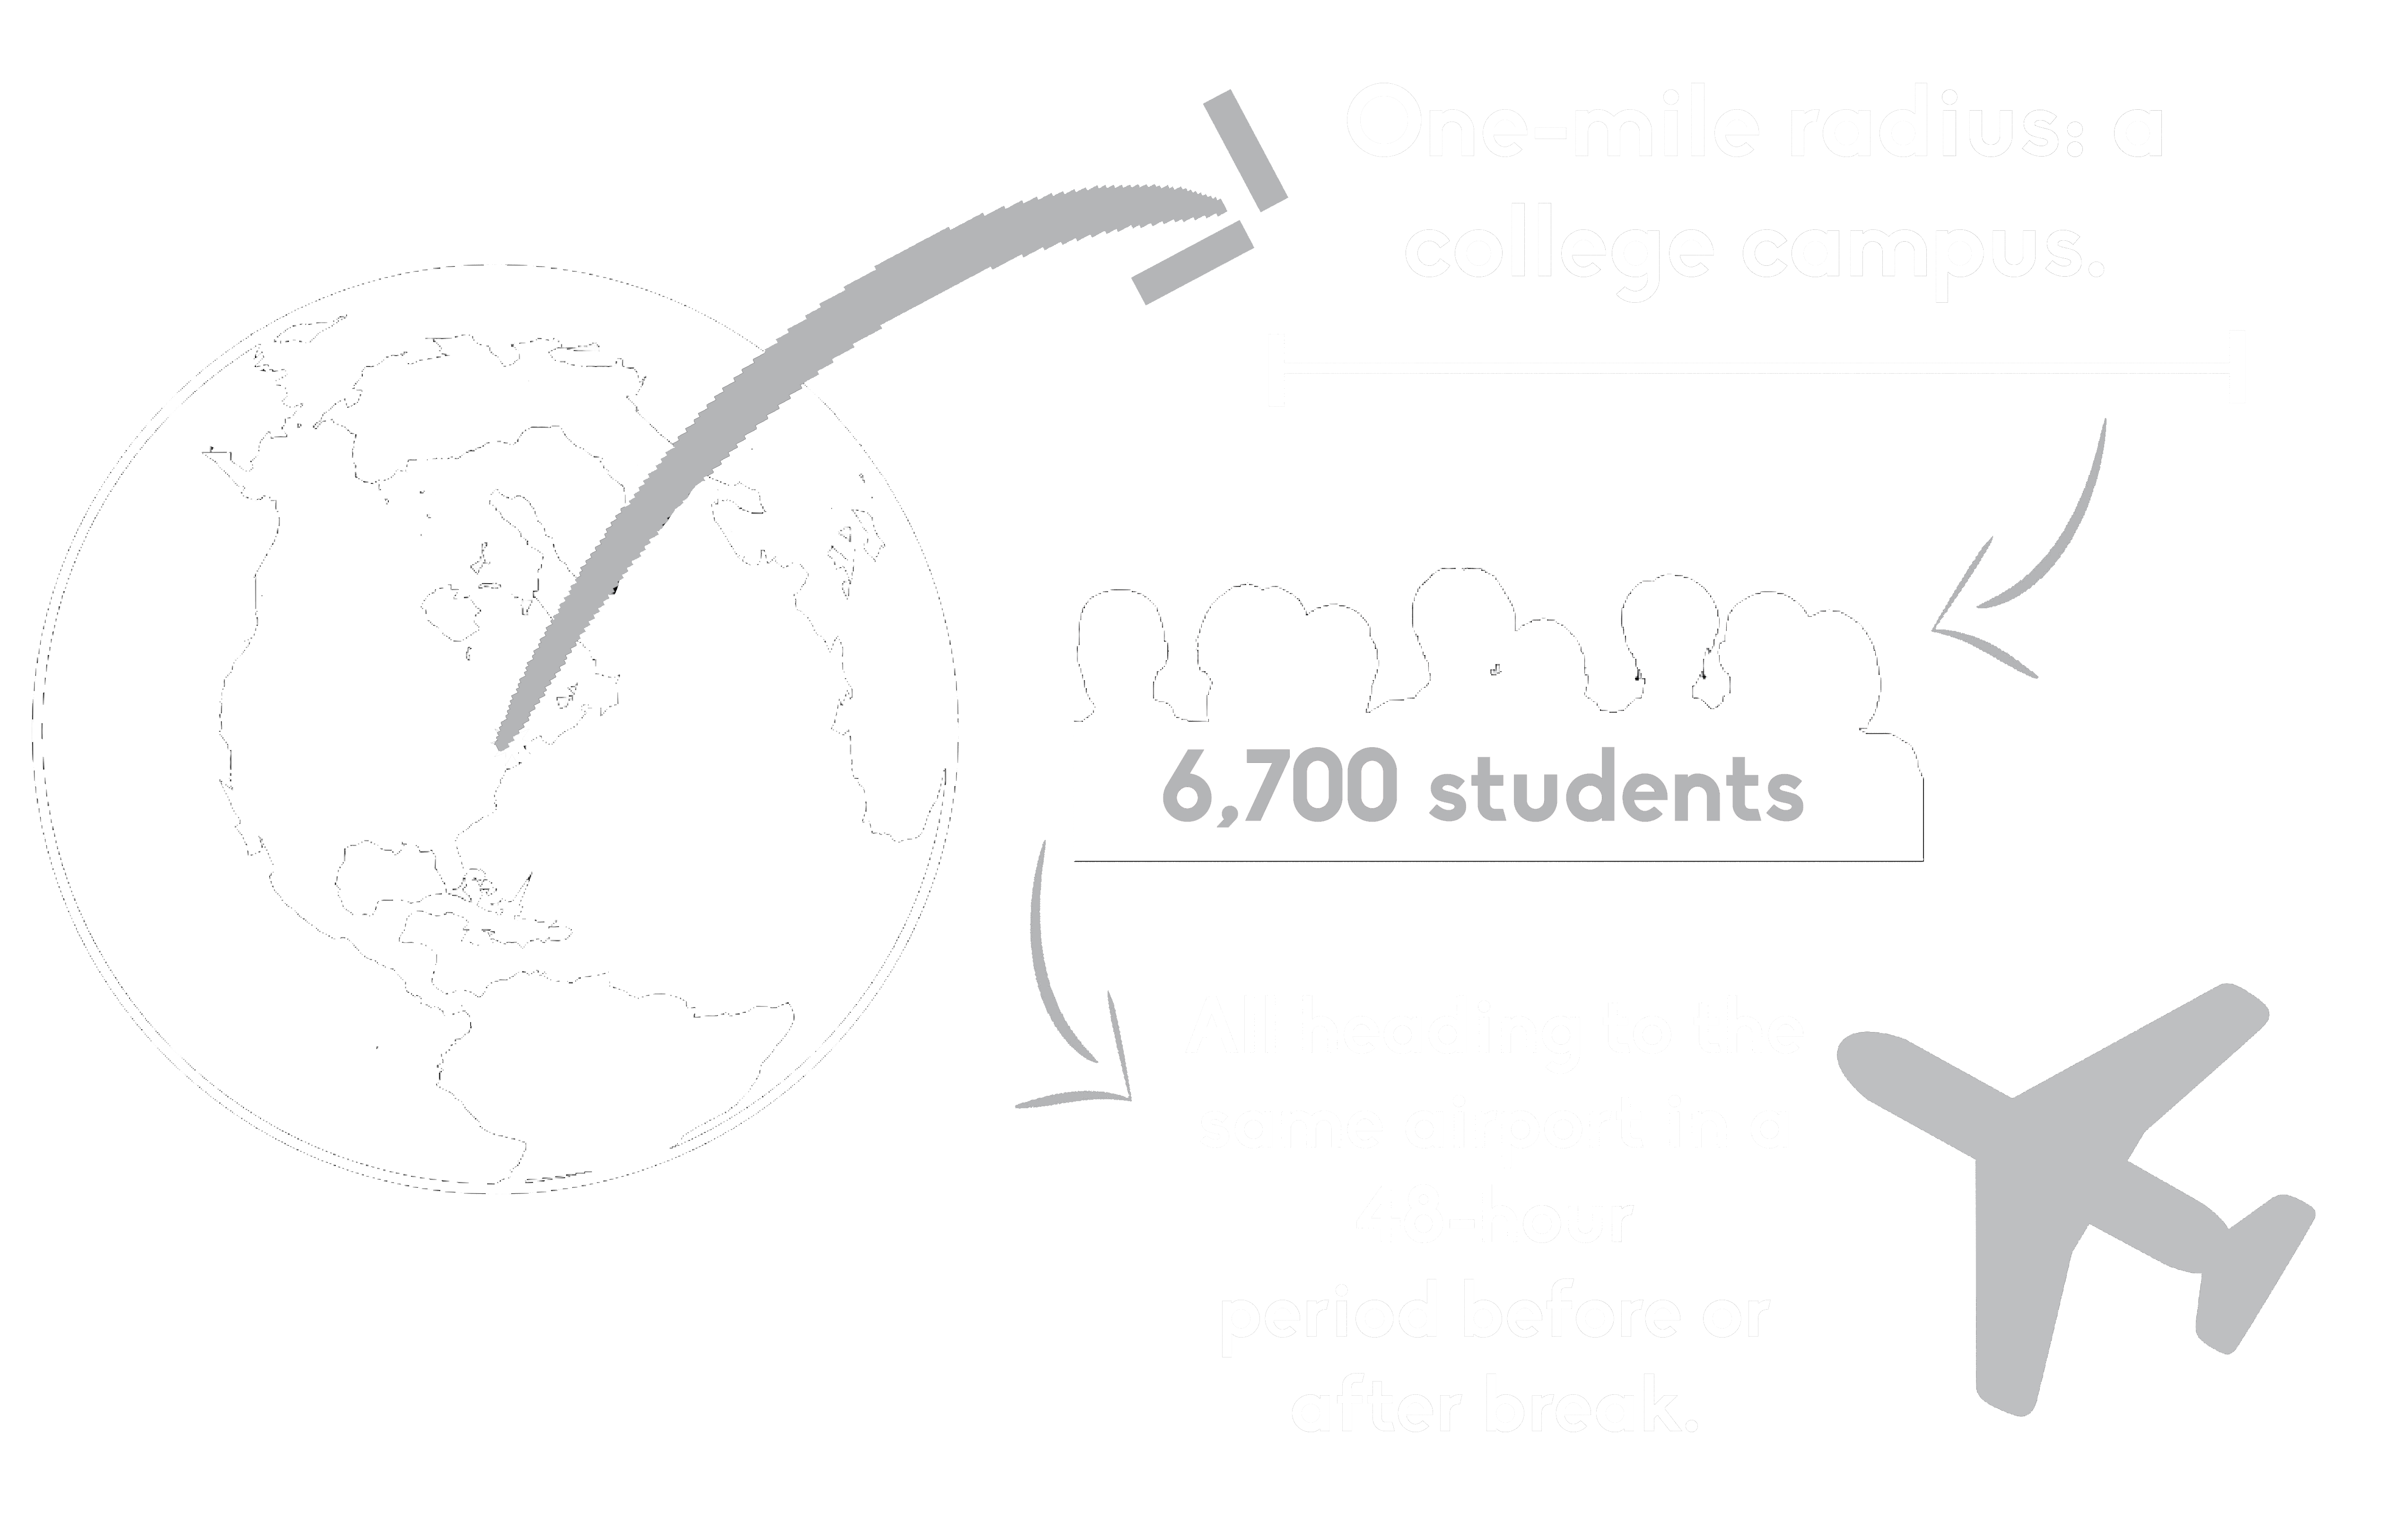 One-mile radius: a
college campus.
6,700 students
All heading to the
same airport in a
48-hour
period before or
after break.